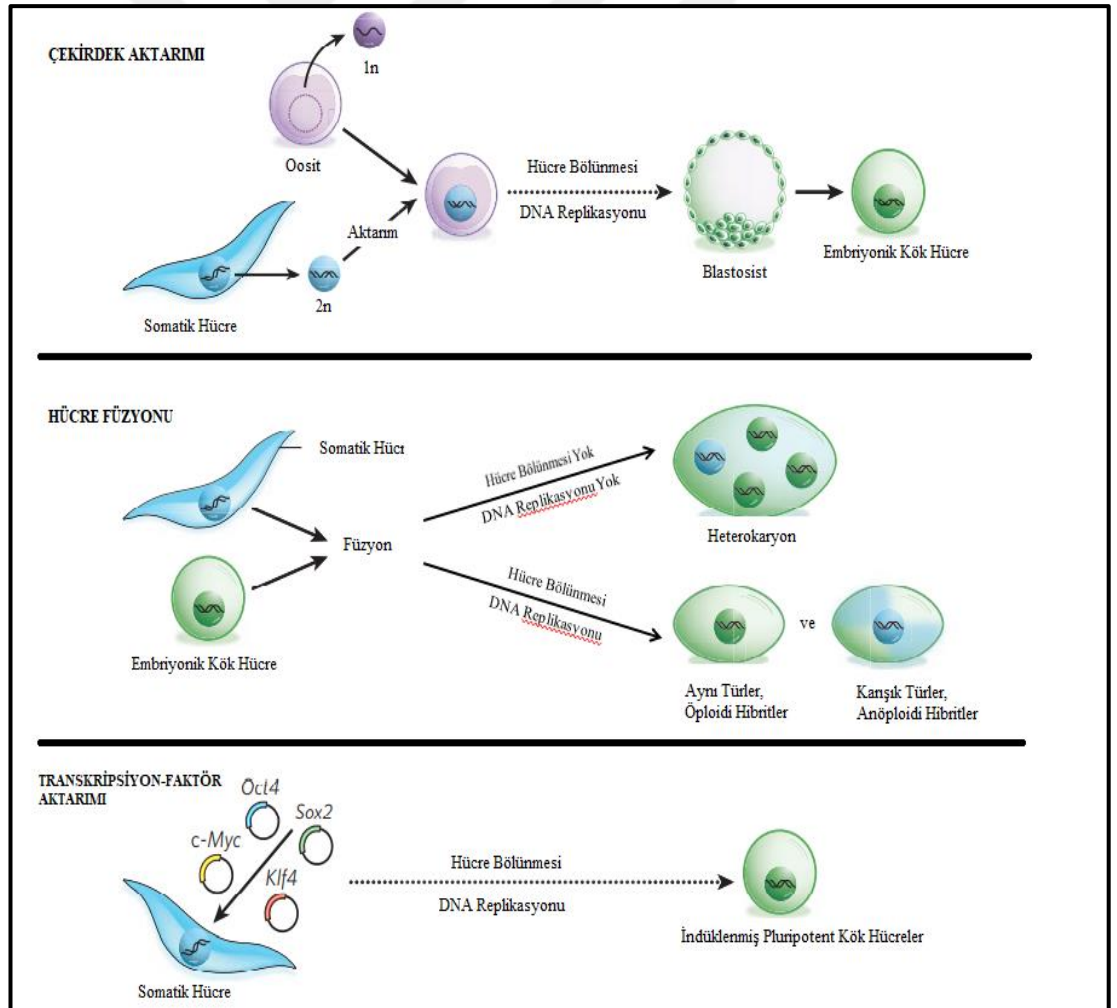 ÇEKİRDEK AKTARIMI
1n
Oosit
Somatik Hücre
2n
Aktarım
Hücre Bölünmesi
DNA Replikasyonu
Blastosist
Embriyonik Kök Hücre
HÜCRE FÜZYONU
Somatik Hücr
Embriyonik Kök Hücre
Füzyon
Hücre Bölünmesi Yok
DNA Replikasyonu Yok
Heterokaryon
Hücre Bölünmesi
DNA Replikasyonu
ve
Aynı Türler,
Öploidi Hibritler
Karışık Türler,
Anöploidi Hibritler
TRANSKRİPSİYON-FAKTÖR
AKTARIMI
Oct4
Sox2
c-Myc
Klf4
Somatik Hücre
Hücre Bölünmesi
DNA Replikasyonu
İndüklenmiş Pluripotent Kök Hücreler